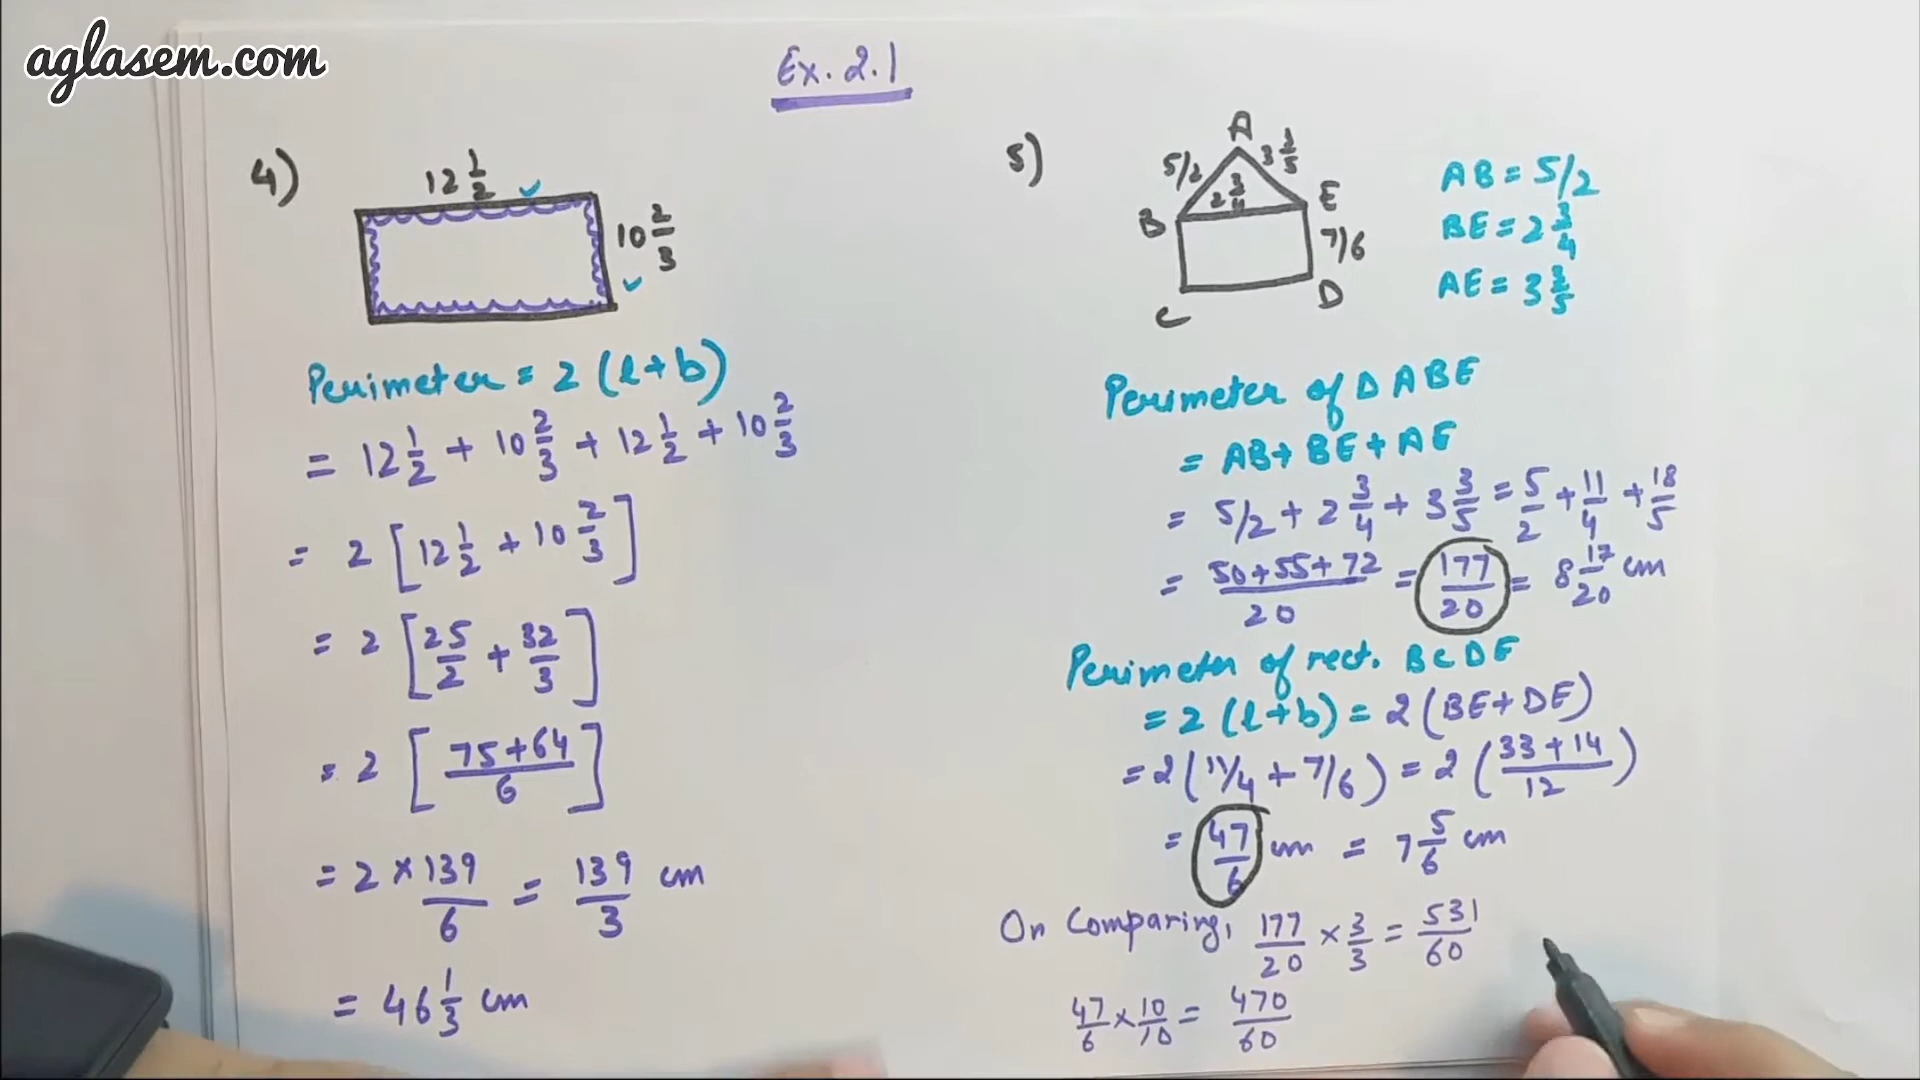 aglasem.com
Ex. 2.1
4)
12 1/2
10 2/3
Perimeter = 2 (l+b)
= 12 1/2 + 10 2/3 + 12 1/2 + 10 2/3
= 2 [12 1/2 + 10 2/3]
= 2 [25/2 + 32/3]
= 2 [75+64/6]
= 2 × 139/6 = 139/3 cm
= 46 1/3 cm
5)
A
5/2
3 3/5
2 3/4
B
E
7/6
C
D
AB = 5/2
BE = 2 3/4
AE = 3 3/5
Perimeter of Δ ABE
= AB + BE + AE
= 5/2 + 2 3/4 + 3 3/5 = 5/2 + 11/4 + 18/5
= 50+55+72/20 = 177/20 = 8 17/20 cm
Perimeter of rect. BCDE
= 2 (l+b) = 2 (BE+DE)
= 2 (11/4 + 7/6) = 2 (33+14/12)
= 47/6 cm = 7 5/6 cm
On Comparing, 177/20 × 3/3 = 531/60
47/6 × 10/10 = 470/60